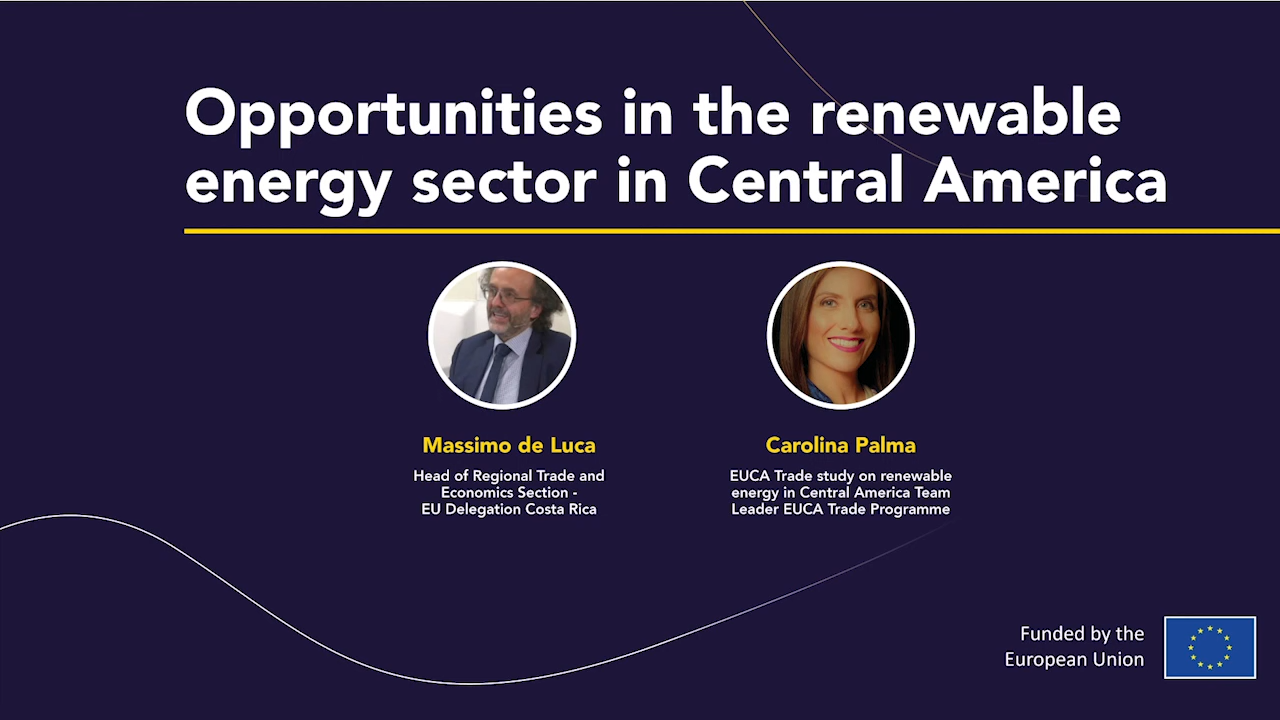 Opportunities in the renewable
energy sector in Central America
Massimo de Luca
Head of Regional Trade and
Economics Section -
EU Delegation Costa Rica
Carolina Palma
EUCA Trade study on renewable
energy in Central America Team
Leader EUCA Trade Programme
Funded by the
European Union